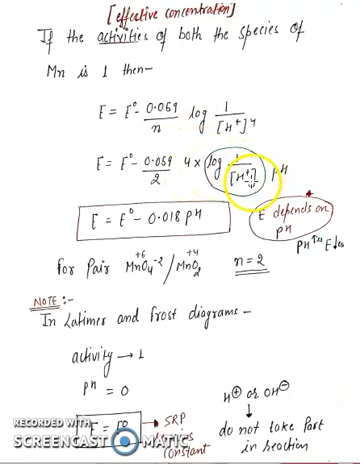 [effective concentration]
If the activities of both the species of
Mn is 1 then-
E = E° - 0.059/n log 1/[H+]4
E = E° - 0.059/2 4 x log 1/[H+] pH
E = E° - 0.018 pH
E depends on
pH
PH ↑es E ↓es
For Pair MnO4-2 / MnO2 n = 2
+6 +4
NOTE:-
In Latimer and frost diagrams-
activity → 1
PH = 0
H⊕ or OH⊖
↓
E = E° → SRP
do not take Part
in reaction
constant
RECORDED WITH
SCREENCAST MATIC